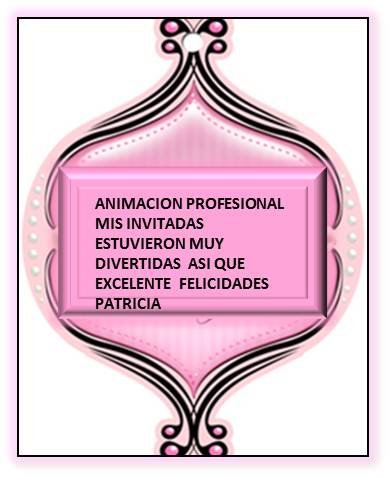 ANIMACION PROFESIONAL
MIS INVITADAS
ESTUVIERON MUY
DIVERTIDAS  ASI QUE
EXCELENTE  FELICIDADES
PATRICIA